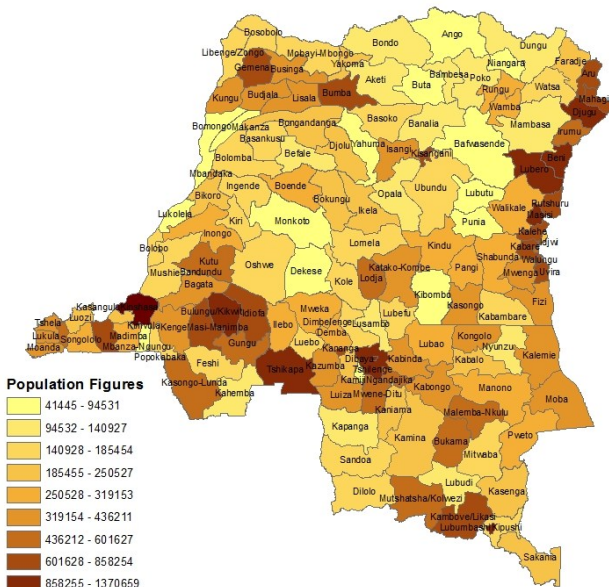 Ango
Bosobolo
Bondo
Dungu
Libenge/Zongo
Mobayi-Mbongo
Yakoma
Niangara
Faradje
Gemena
Businga
Aketi
Buta
Bambesa
Poko
Rungu
Watsa
Aru
Kungu
Budjala
Lisala
Bumba
Wamba
Mahagi
Bomongo
Makanza
Bongandanga
Basoko
Banalia
Mambasa
Djugu
Basankusu
Djolu
Yahuma
Isangi
Kisangani
Bafwasende
Irumu
Bolomba
Befale
Beni
Mbandaka
Ingende
Boende
Opala
Ubundu
Lubutu
Lubero
Bikoro
Bokungu
Ikela
Rutshuru
Lukolela
Kiri
Monkoto
Punia
Walikale
Masisi
Inongo
Lomela
Kindu
Kalehe
Bolobo
Kutu
Oshwe
Dekese
Katako-Kombe
Pangi
Shabunda
Kabare
Idjwi
Walungu
Mushie
Bandundu
Kole
Lodja
Kibombo
Mwenga
Uvira
Bagata
Kasongo
Fizi
Tshela
Kasangulu
Luozi
Kinshasa
Bulungu/Kikwit
Idiofa
Mweka
Lubefu
Kabambare
Lukula
Songololo
Madimba
Kimvula
Kenge
Masi-Manimba
Ilebo
Dimbelenge
Lusambo
Kongolo
Moanda
Mbanza-Ngungu
Gungu
Luebo
Demba
Lubao
Nyunzu
Popokabaka
Kananga
Dibaya
Tshilenge
Kabinda
Kabalo
Kalemie
Feshi
Tshikapa
Kazumba
Kamiji
Ngandajika
Kasongo-Lunda
Kahemba
Luiza
Mwene-Ditu
Kabongo
Manono
Moba
Kaniama
Malemba-Nkulu
Kapanga
Kamina
Bukama
Pweto
Sandoa
Mitwaba
Dilolo
Lubudi
Kasenga
Mutshatsha/Kolwezi
Kambove/Likasi
Lubumbashi
Kipushi
Sakania
Population Figures
41445 - 94531
94532 - 140927
140928 - 185454
185455 - 250527
250528 - 319153
319154 - 436211
436212 - 601627
601628 - 858254
858255 - 1370659